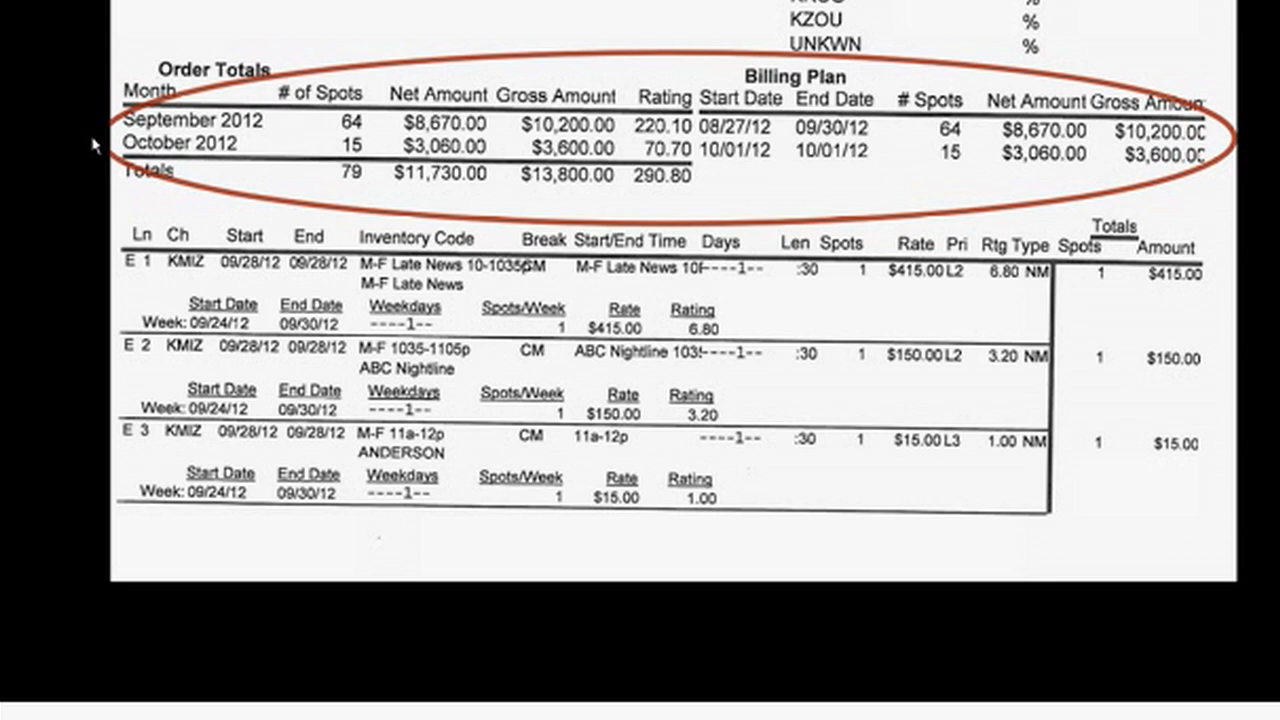 KZOU %
UNKWN %
Order Totals Billing Plan
Month # of Spots Net Amount Gross Amount Rating Start Date End Date # Spots Net Amount Gross Amoun
September 2012 64 $8,670.00 $10,200.00 220.10 08/27/12 09/30/12 64 $8,670.00 $10,200.00
October 2012 15 $3,060.00 $3,600.00 70.70 10/01/12 10/01/12 15 $3,060.00 $3,600.00
Totals 79 $11,730.00 $13,800.00 290.80
Totals
Ln Ch Start End Inventory Code Break Start/End Time Days Len Spots Rate Pri Rtg Type Spots Amount
E 1 KMIZ 09/28/12 09/28/12 M-F Late News 10-1035p CM M-F Late News 10 ----1-- :30 1 $415.00 L2 6.80 NM 1 $415.00
M-F Late News
Start Date End Date Weekdays Spots/Week Rate Rating
Week: 09/24/12 09/30/12 ----1-- 1 $415.00 6.80
E 2 KMIZ 09/28/12 09/28/12 M-F 1035-1105p CM ABC Nightline 103 ----1-- :30 1 $150.00 L2 3.20 NM 1 $150.00
ABC Nightline
Start Date End Date Weekdays Spots/Week Rate Rating
Week: 09/24/12 09/30/12 ----1-- 1 $150.00 3.20
E 3 KMIZ 09/28/12 09/28/12 M-F 11a-12p CM 11a-12p ----1-- :30 1 $15.00 L3 1.00 NM 1 $15.00
ANDERSON
Start Date End Date Weekdays Spots/Week Rate Rating
Week: 09/24/12 09/30/12 ----1-- 1 $15.00 1.00